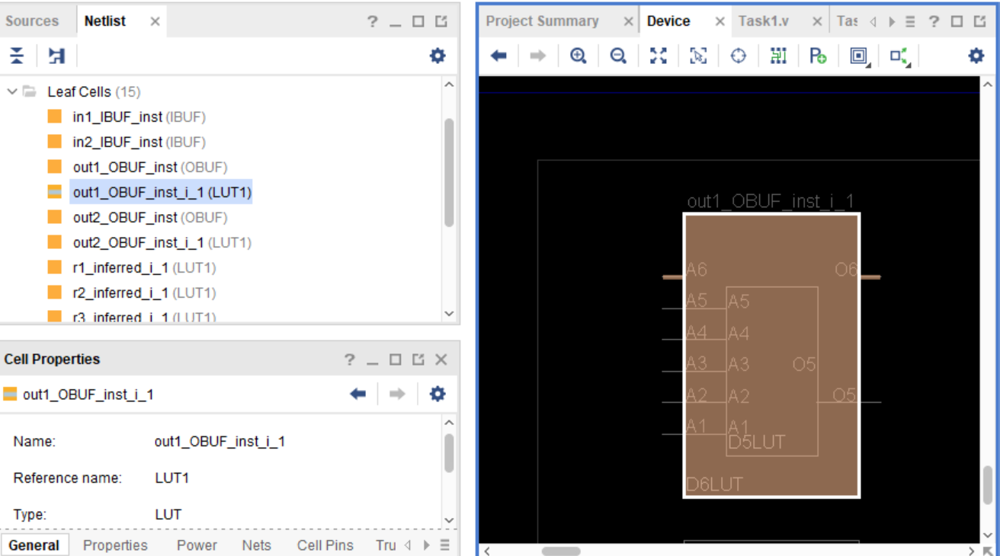 Sources Netlist
Leaf Cells (15)
in1_IBUF_inst (IBUF)
in2_IBUF_inst (IBUF)
out1_OBUF_inst (OBUF)
out1_OBUF_inst_i_1 (LUT1)
out2_OBUF_inst (OBUF)
out2_OBUF_inst_i_1 (LUT1)
r1_inferred_i_1 (LUT1)
r2_inferred_i_1 (LUT1)
r3_inferred_i_1 (LUT1)
Cell Properties
out1_OBUF_inst_i_1
Name: out1_OBUF_inst_i_1
Reference name: LUT1
Type: LUT
General Properties Power Nets Cell Pins Tru
Project Summary Device Task1.v Tas
out1_OBUF_inst_i_1
A6 O6
A5 A5
A4 A4
A3 A3 O5
A2 A2 O5
A1 A1
D5LUT
D6LUT